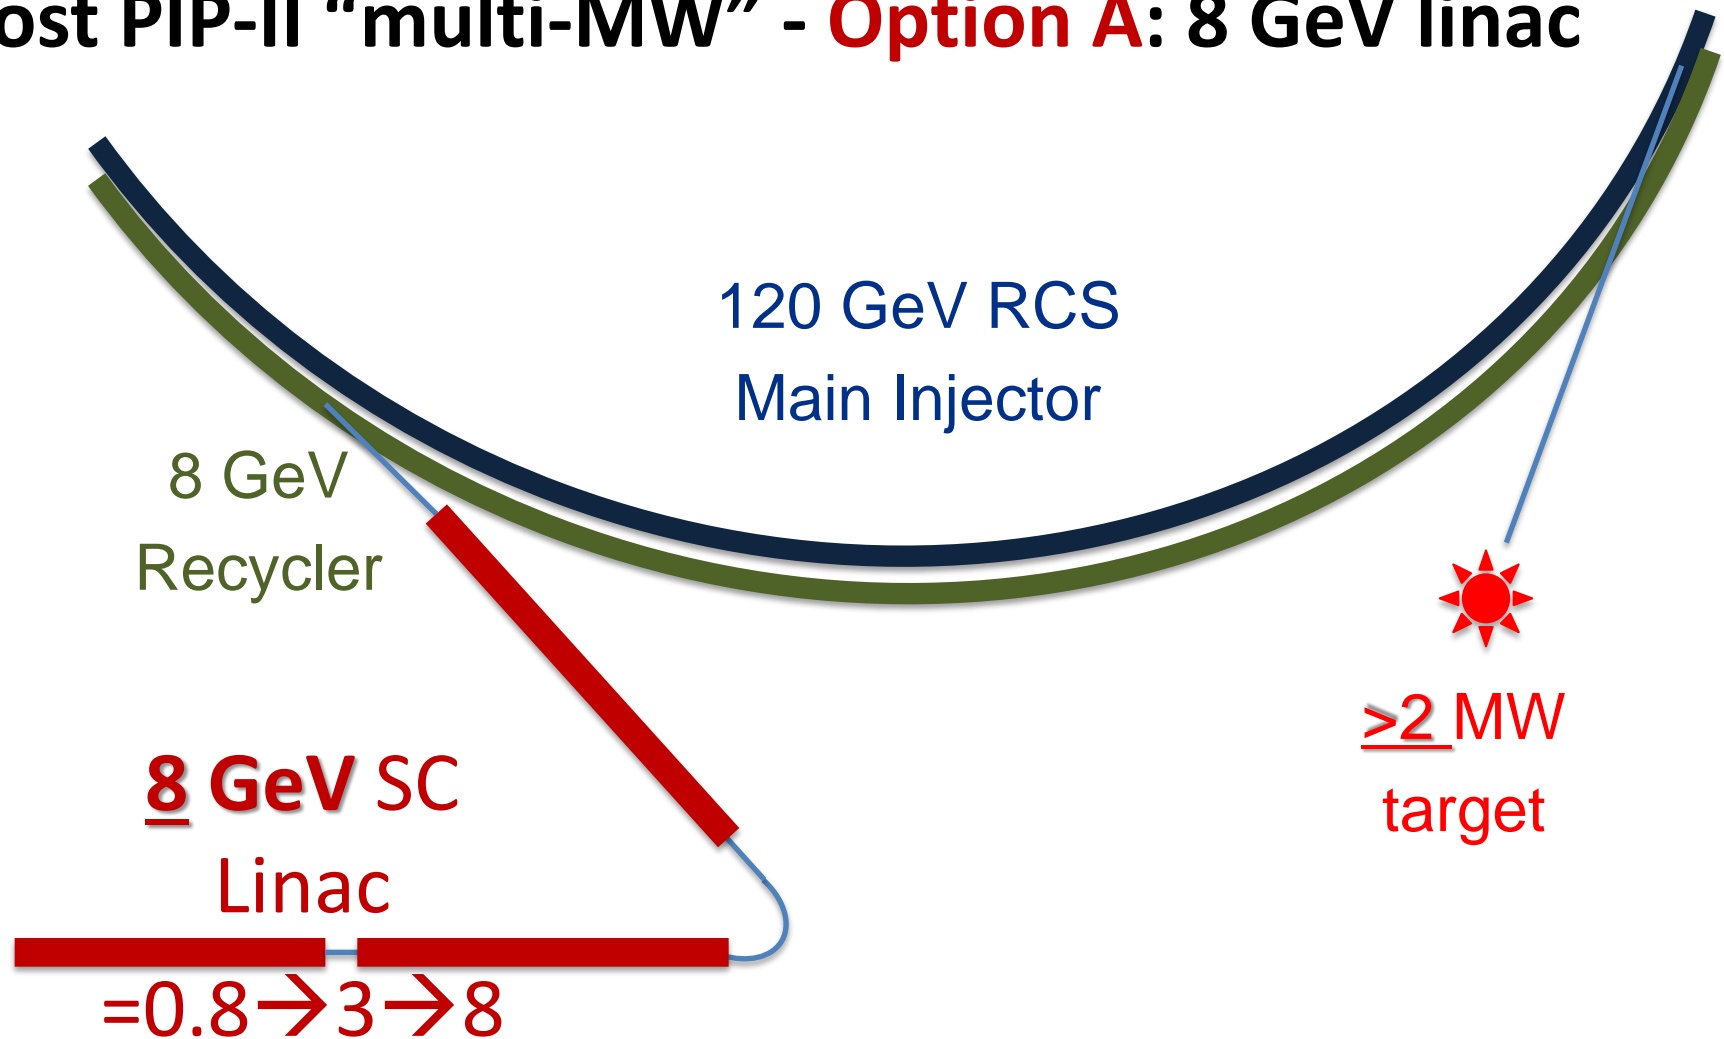 ost PIP-II “multi-MW” - Option A: 8 GeV linac
120 GeV RCS
Main Injector
8 GeV
Recycler
>2 MW
target
8 GeV SC
Linac
=0.8→3→8